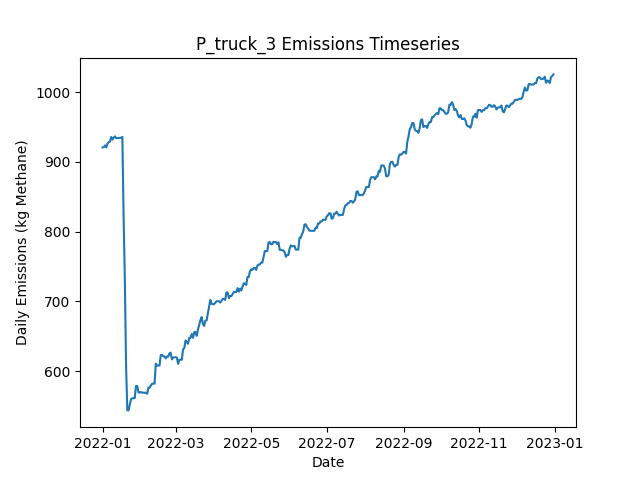 P_truck_3 Emissions Timeseries
Daily Emissions (kg Methane)
1000
900
800
700
600
2022-01 2022-03 2022-05 2022-07 2022-09 2022-11 2023-01
Date